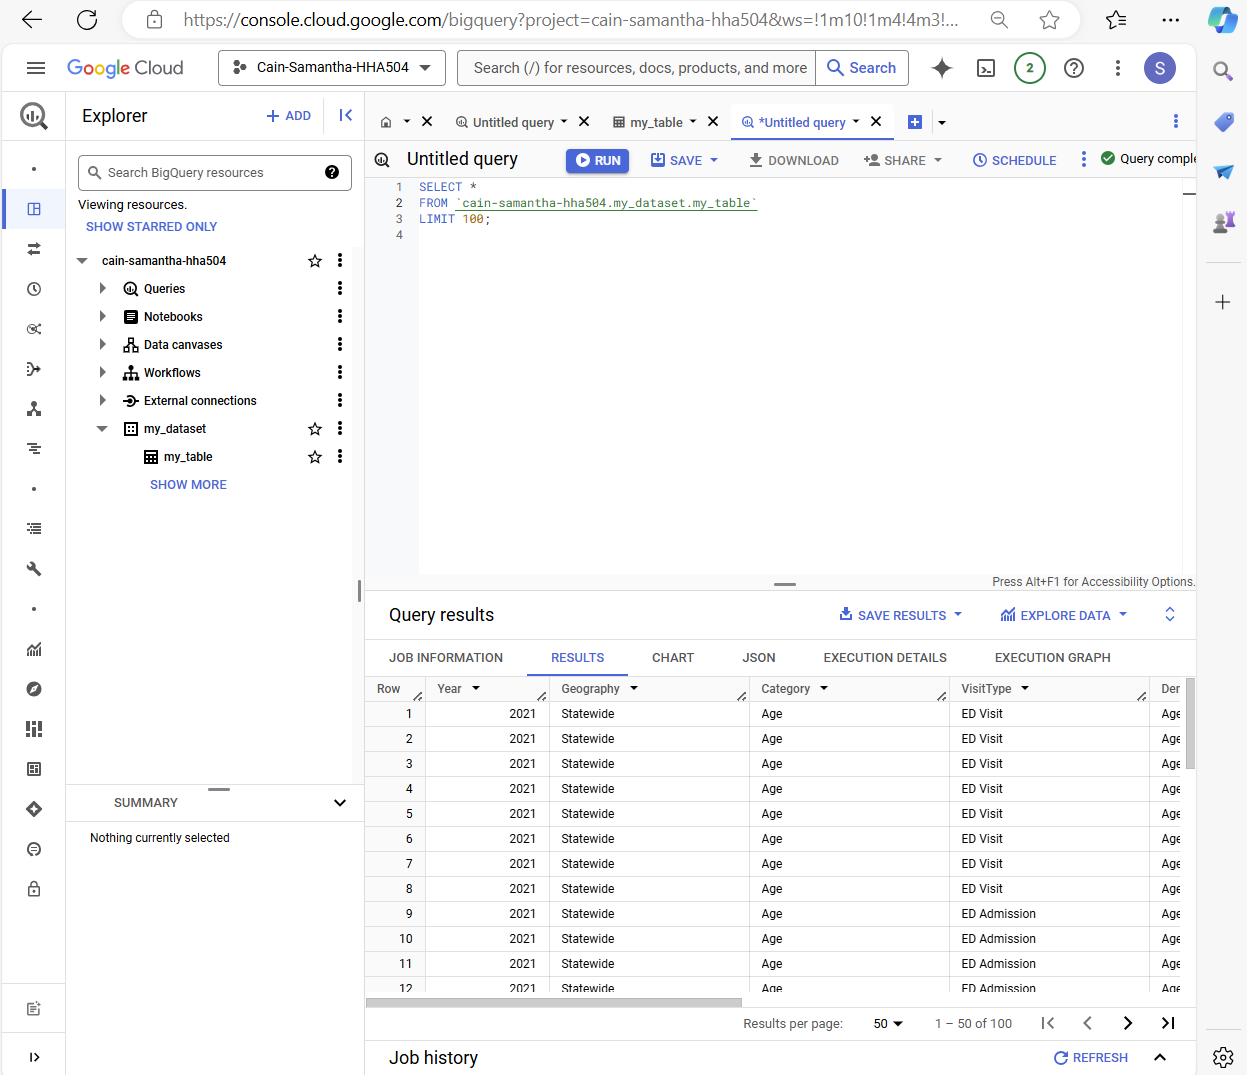 https://console.cloud.google.com/bigquery?project=cain-samantha-hha504&ws=!1m10!1m4!4m3!...
Google Cloud Cain-Samantha-HHA504 Search (/) for resources, docs, products, and more Search 2 S
Explorer + ADD
Untitled query my_table *Untitled query
Untitled query RUN SAVE DOWNLOAD SHARE SCHEDULE Query comple
Search BigQuery resources
Viewing resources.
SHOW STARRED ONLY
cain-samantha-hha504
Queries
Notebooks
Data canvases
Workflows
External connections
my_dataset
my_table
SHOW MORE
SUMMARY
Nothing currently selected
1 SELECT *
2 FROM `cain-samantha-hha504.my_dataset.my_table`
3 LIMIT 100;
4
Press Alt+F1 for Accessibility Options.
Query results SAVE RESULTS EXPLORE DATA
JOB INFORMATION RESULTS CHART JSON EXECUTION DETAILS EXECUTION GRAPH
Row Year Geography Category VisitType Der
1 2021 Statewide Age ED Visit Age
2 2021 Statewide Age ED Visit Age
3 2021 Statewide Age ED Visit Age
4 2021 Statewide Age ED Visit Age
5 2021 Statewide Age ED Visit Age
6 2021 Statewide Age ED Visit Age
7 2021 Statewide Age ED Visit Age
8 2021 Statewide Age ED Visit Age
9 2021 Statewide Age ED Admission Age
10 2021 Statewide Age ED Admission Age
11 2021 Statewide Age ED Admission Age
12 2021 Statewide Age ED Admission Age
Results per page: 50 1 – 50 of 100
Job history REFRESH